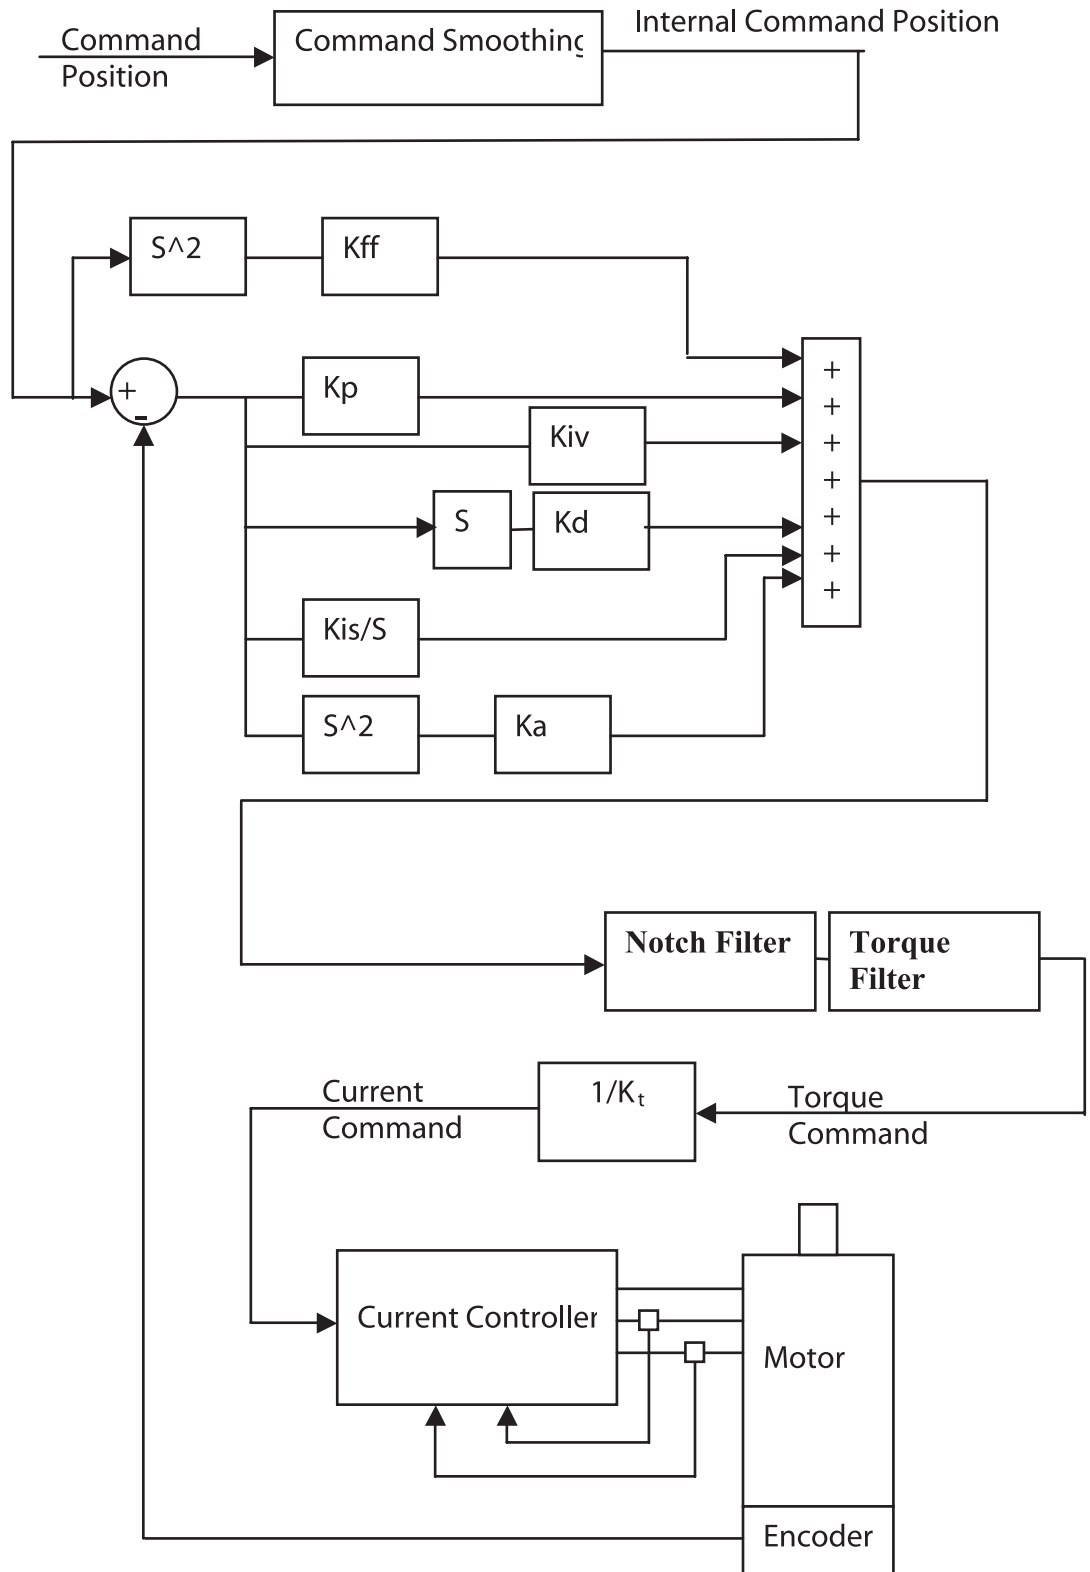 Internal Command Position
Command
Position
Command Smoothing
S^2
Kff
+
-
Kp
Kiv
S
Kd
Kis/S
S^2
Ka
+
+
+
+
+
+
+
Notch Filter
Torque
Filter
1/Kt
Current
Command
Torque
Command
Current Controller
Motor
Encoder